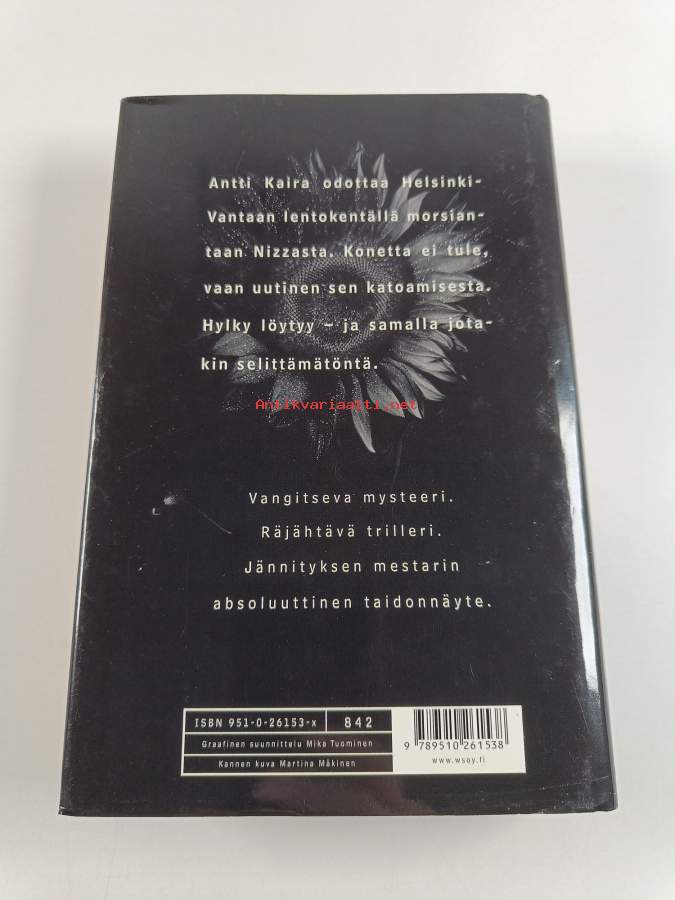 Antti Kaira odottaa Helsinki-
Vantaan lentokentällä morsian-
taan Nizzasta. Konetta ei tule,
vaan uutinen sen katoamisesta.
Hylky löytyy – ja samalla jota-
kin selittämätöntä.
Antikvariaatti.net
Vangitseva mysteeri.
Räjähtävä trilleri.
Jännityksen mestarin
absoluuttinen taidonnäyte.
ISBN 951-0-26153-x 842
Graafinen suunnittelu Mika Tuominen
Kannen kuva Martina Mäkinen
9 789510 261538
www.wsoy.fi